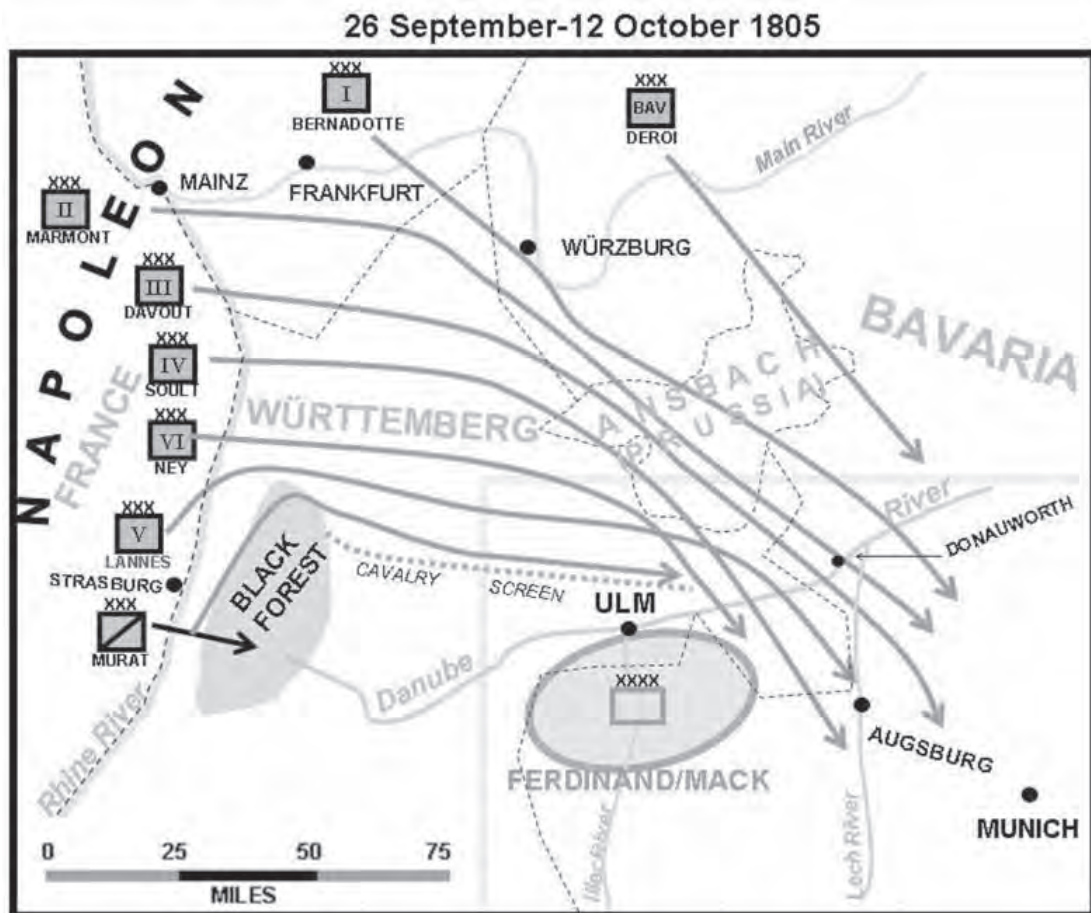 26 September-12 October 1805
NAPOLEON
XXX
I
BERNADOTTE
XXX
BAV
DEROI
Main River
MAINZ
FRANKFURT
XXX
II
MARMONT
WÜRZBURG
XXX
III
DAVOUT
BAVARIA
XXX
IV
SOULT
ANSBACH
(PRUSSIA)
FRANCE
WÜRTTEMBERG
XXX
VI
NEY
XXX
V
LANNES
River
DONAUWORTH
STRASBURG
BLACK
FOREST
CAVALRY
SCREEN
ULM
XXX
MURAT
Danube
XXXX
Rhine River
AUGSBURG
FERDINAND/MACK
Iller River
Lech River
MUNICH
0 25 50 75
MILES